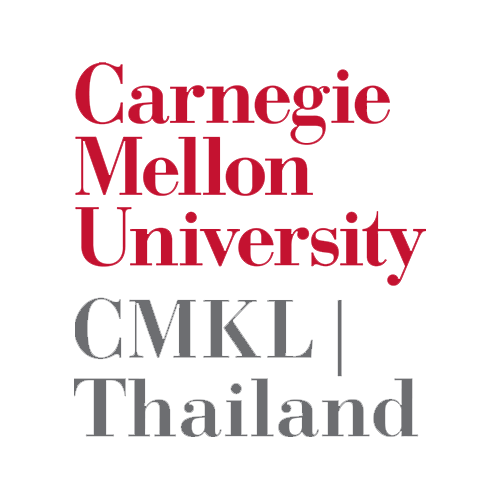 Carnegie
Mellon
University
CMKL |
Thailand